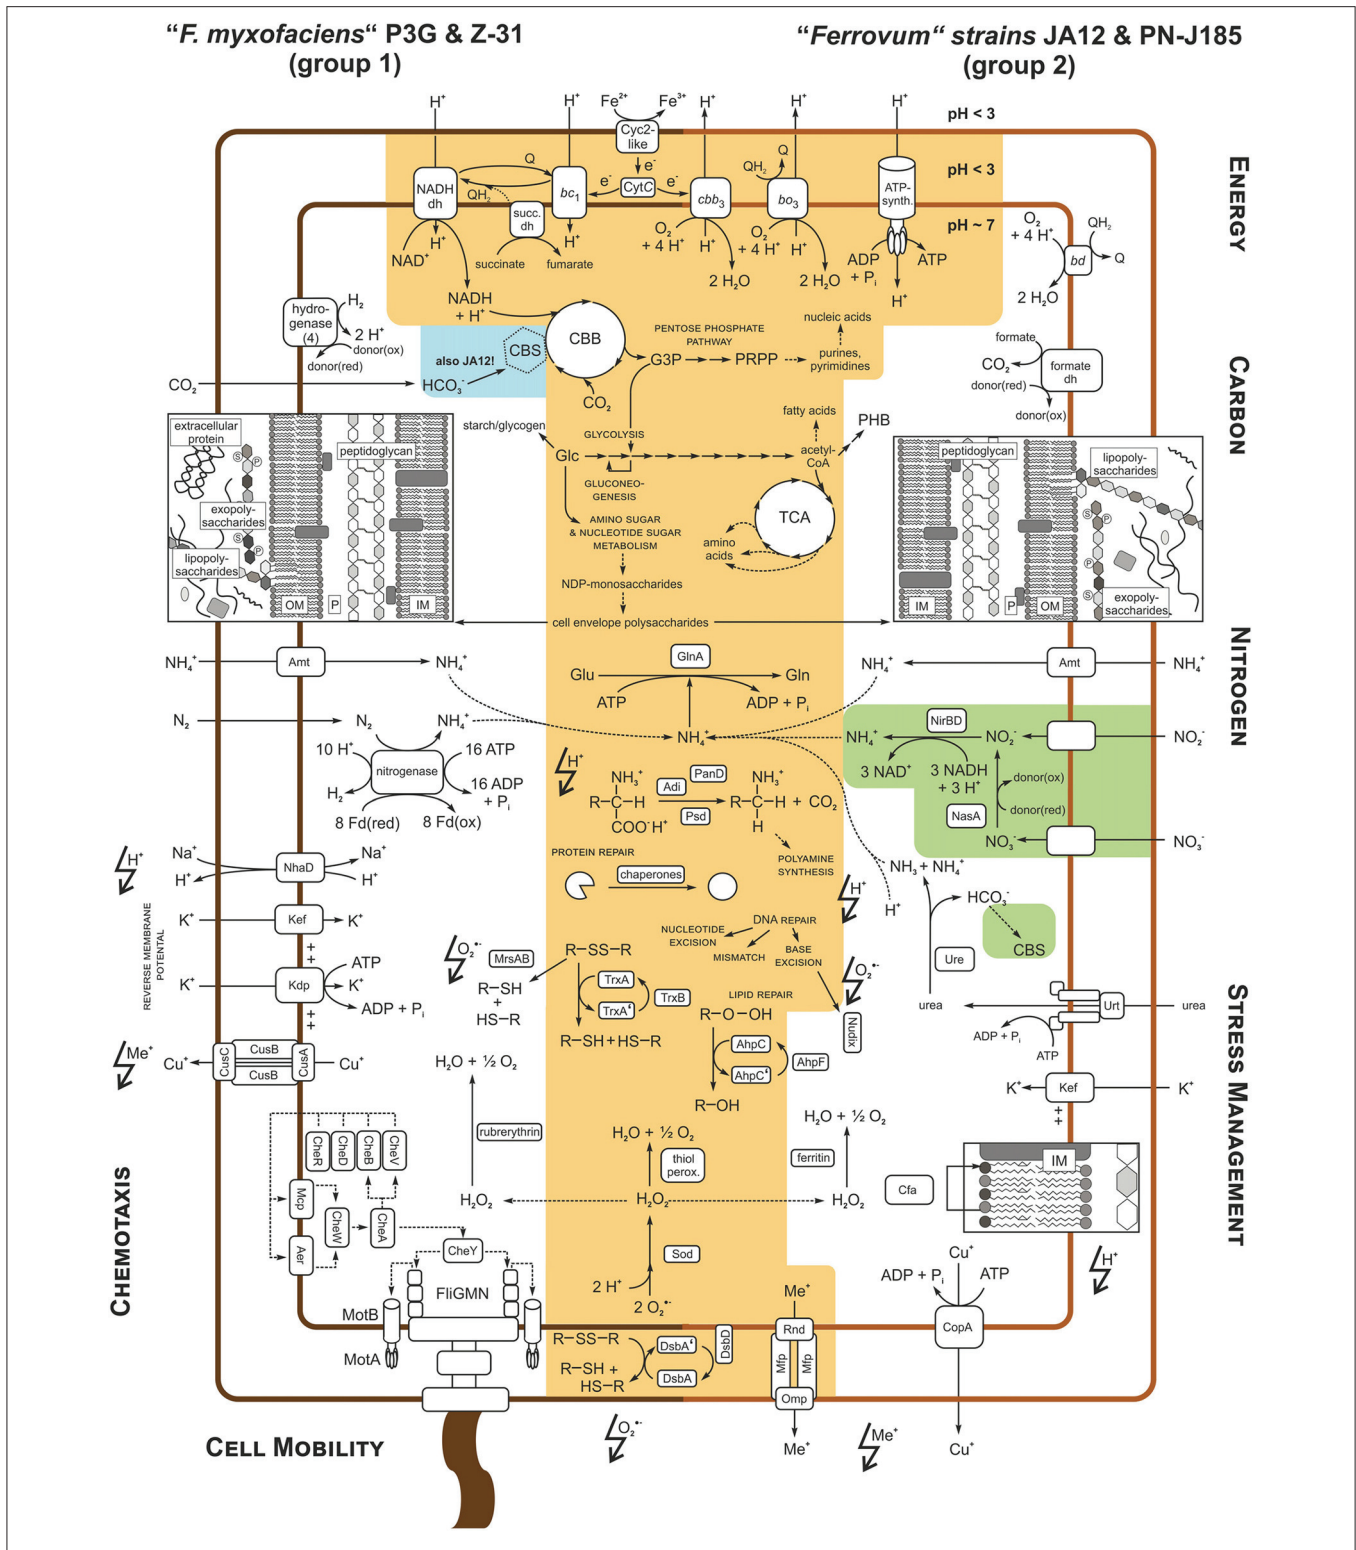 “F. myxofaciens“ P3G & Z-31
(group 1)
“Ferrovum“ strains JA12 & PN-J185
(group 2)
H⁺
H⁺
Fe²⁺
Fe³⁺
H⁺
H⁺
H⁺
pH < 3
Cyc2-
like
Q
e⁻
Q
QH₂
pH < 3
NADH
dh
QH₂
bc₁
e⁻
CytC
e⁻
cbb₃
bo₃
ATP-
synth.
succ.
dh
pH ~ 7
H⁺
NAD⁺
H⁺
succinate
fumarate
O₂
+ 4 H⁺
H⁺
2 H₂O
O₂
+ 4 H⁺
H⁺
2 H₂O
ADP
+ Pᵢ
ATP
H⁺
O₂
+ 4 H⁺
QH₂
bd
Q
2 H₂O
ENERGY
NADH
+ H⁺
hydro-
genase
(4)
H₂
2 H⁺
donor(ox)
donor(red)
also JA12!
CBS
CBB
CO₂
HCO₃⁻
CO₂
PENTOSE PHOSPHATE
PATHWAY
G3P
PRPP
nucleic acids
purines,
pyrimidines
formate
CO₂
formate
dh
donor(red)
donor(ox)
CARBON
starch/glycogen
GLYCOLYSIS
Glc
GLUCONEO-
GENESIS
fatty acids
PHB
acetyl-
CoA
TCA
amino
acids
AMINO SUGAR
& NUCLEOTIDE SUGAR
METABOLISM
NDP-monosaccharides
cell envelope polysaccharides
extracellular
protein
S
P
peptidoglycan
exopoly-
saccharides
S
P
lipopoly-
saccharides
OM
P
IM
peptidoglycan
lipopoly-
saccharides
S
P
P
S
exopoly-
saccharides
IM
P
OM
NITROGEN
NH₄⁺
Amt
NH₄⁺
Glu
GlnA
Gln
ATP
ADP + Pᵢ
NH₄⁺
Amt
NH₄⁺
N₂
N₂
NH₄⁺
NH₄⁺
10 H⁺
16 ATP
nitrogenase
H₂
16 ADP
+ Pᵢ
8 Fd(red)
8 Fd(ox)
NH₄⁺
NirBD
NO₂⁻
NO₂⁻
3 NAD⁺
3 NADH
+ 3 H⁺
donor(ox)
donor(red)
NasA
NO₃⁻
NO₃⁻
H⁺
NH₃⁺
R–C–H
COO⁻H⁺
Adi
PanD
Psd
NH₃⁺
R–C–H
H
+ CO₂
POLYAMINE
SYNTHESIS
PROTEIN REPAIR
chaperones
H⁺
Na⁺
H⁺
NhaD
Na⁺
H⁺
K⁺
Kef
K⁺
+
+
REVERSE MEMBRANE
POTENTAL
K⁺
Kdp
ATP
K⁺
ADP + Pᵢ
+
+
NH₃ + NH₄⁺
H⁺
H⁺
HCO₃⁻
CBS
Ure
urea
Urt
urea
ADP + Pᵢ
ATP
DNA REPAIR
NUCLEOTIDE
EXCISION
MISMATCH
BASE
EXCISION
O₂•⁻
MrsAB
R–SS–R
R–SH
+
HS–R
TrxA
TrxA‘
TrxB
R–SH + HS–R
O₂•⁻
Nudix
LIPID REPAIR
R–O–OH
AhpC
AhpC‘
AhpF
R–OH
STRESS MANAGEMENT
Me⁺
Cu⁺
CusC
CusB
CusB
CusA
Cu⁺
H₂O + ½ O₂
rubrerythrin
H₂O₂
H₂O + ½ O₂
thiol
perox.
H₂O₂
H₂O + ½ O₂
ferritin
H₂O₂
K⁺
Kef
K⁺
+
+
Cfa
IM
H⁺
Sod
2 H⁺
2 O₂•⁻
CHEMOTAXIS
CheR
CheD
CheB
CheV
Mcp
CheW
CheA
Aer
CheY
FliGMN
MotB
MotA
R–SS–R
R–SH +
HS–R
DsbA‘
DsbA
DsbD
Me⁺
Rnd
Mfp
Mfp
Omp
Me⁺
Cu⁺
ADP + Pᵢ
ATP
CopA
Cu⁺
O₂•⁻
Me⁺
CELL MOBILITY